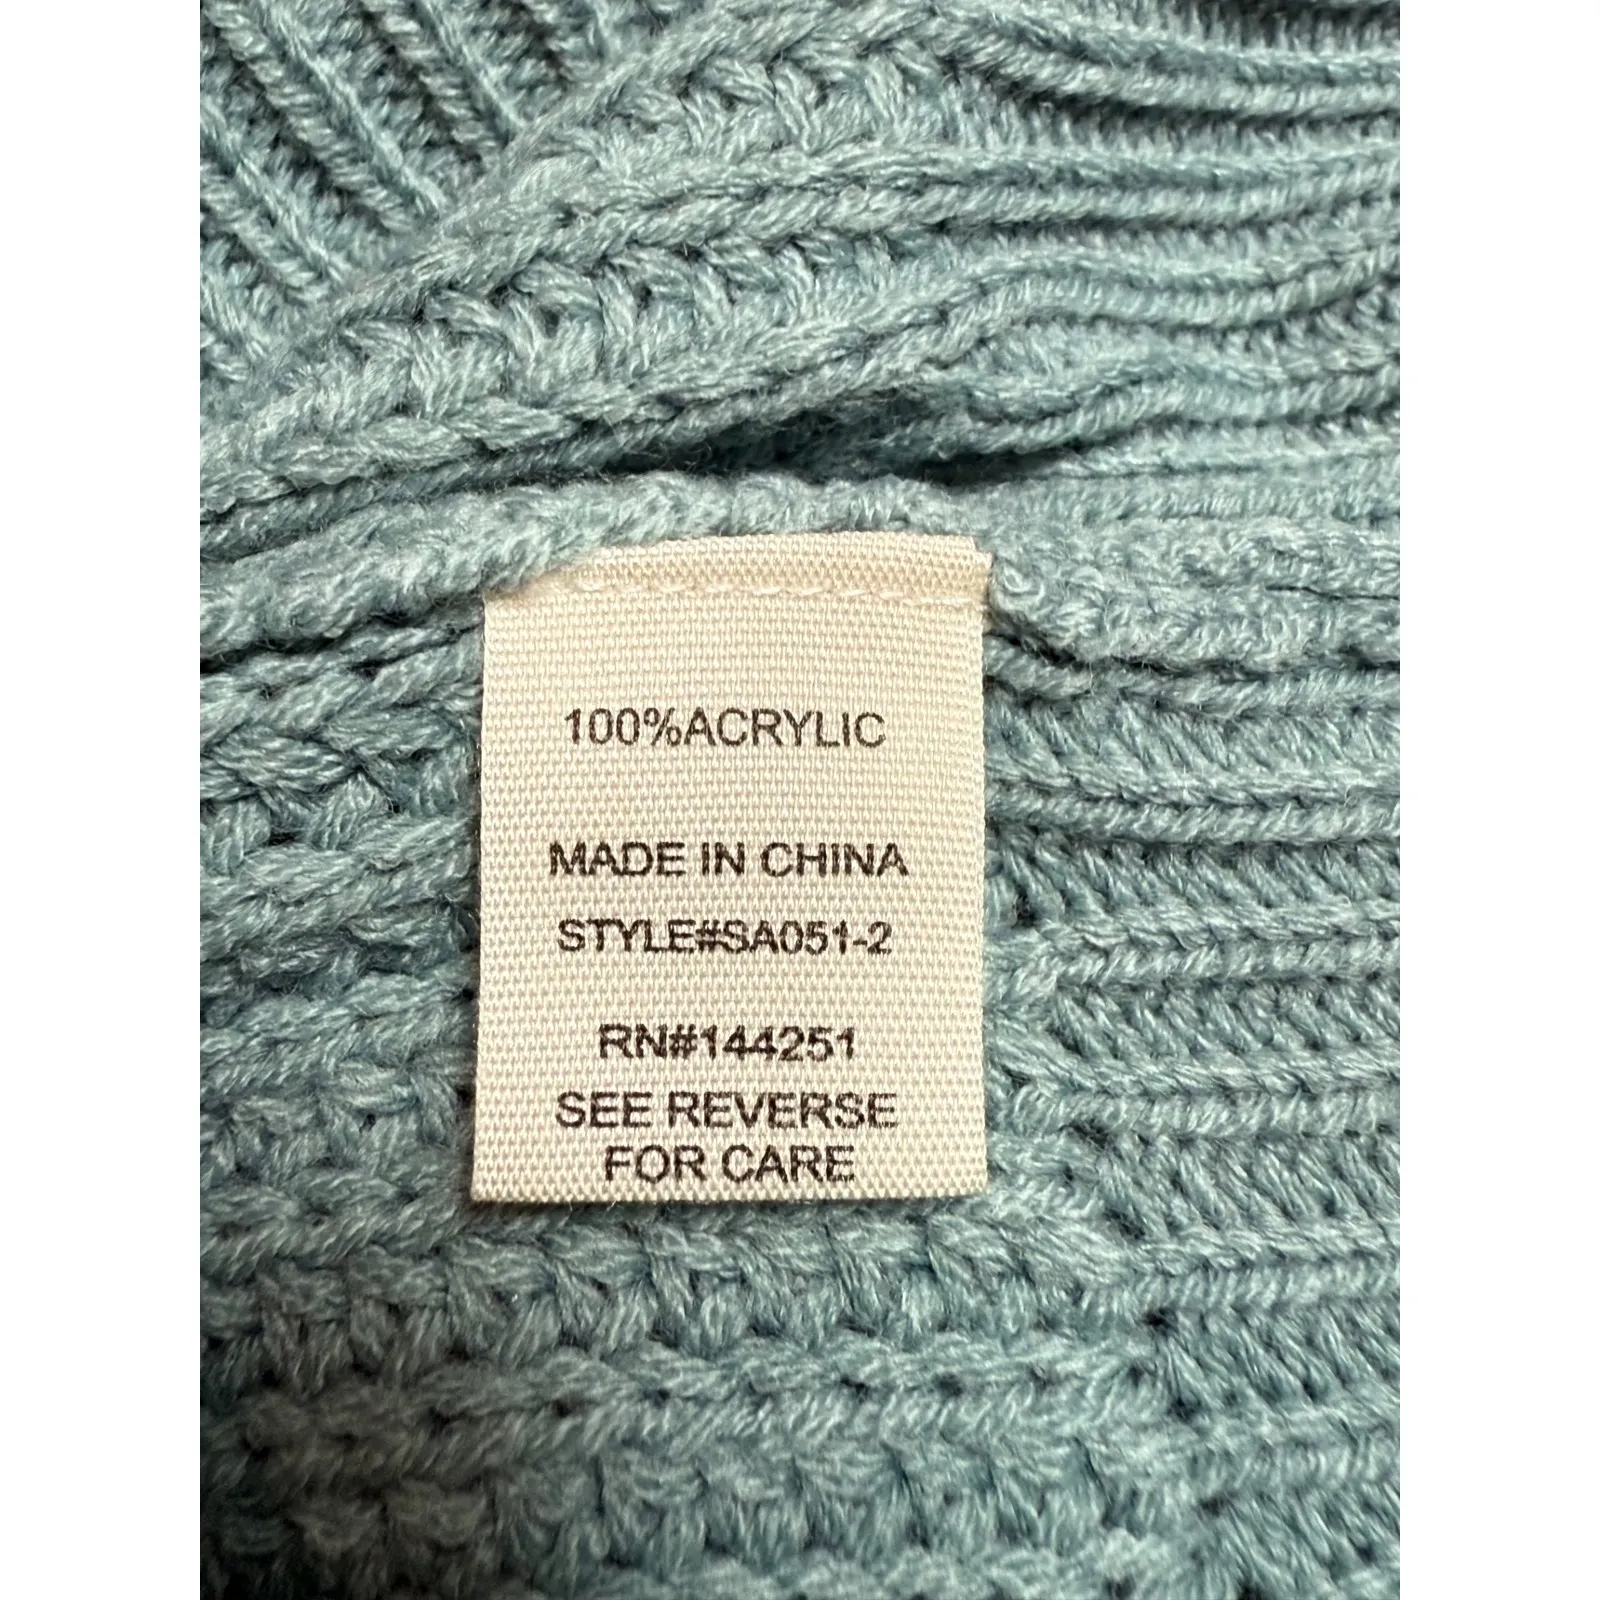 100%ACRYLIC
MADE IN CHINA
STYLE#SA051-2
RN#144251
SEE REVERSE
FOR CARE